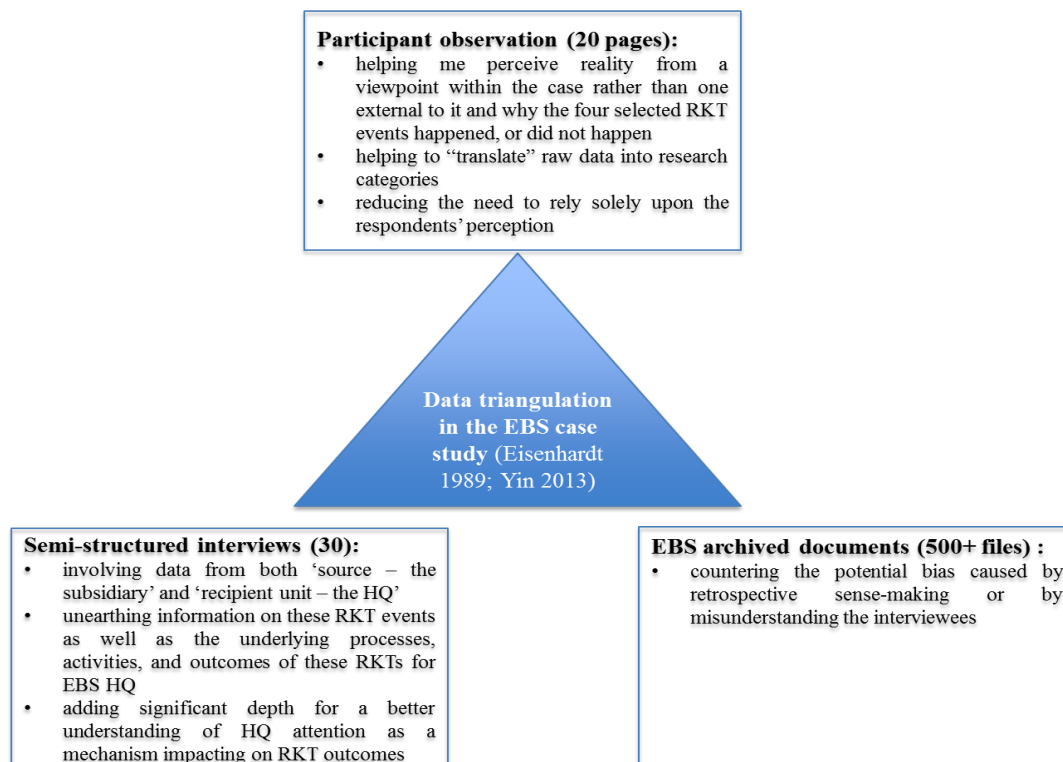 Participant observation (20 pages):
• helping me perceive reality from a
viewpoint within the case rather than one
external to it and why the four selected RKT
events happened, or did not happen
• helping to “translate” raw data into research
categories
• reducing the need to rely solely upon the
respondents’ perception
Data triangulation
in the EBS case
study (Eisenhardt
1989; Yin 2013)
Semi-structured interviews (30):
• involving data from both ‘source – the
subsidiary’ and ‘recipient unit – the HQ’
• unearthing information on these RKT events
as well as the underlying processes,
activities, and outcomes of these RKTs for
EBS HQ
• adding significant depth for a better
understanding of HQ attention as a
mechanism impacting on RKT outcomes
EBS archived documents (500+ files) :
• countering the potential bias caused by
retrospective sense-making or by
misunderstanding the interviewees